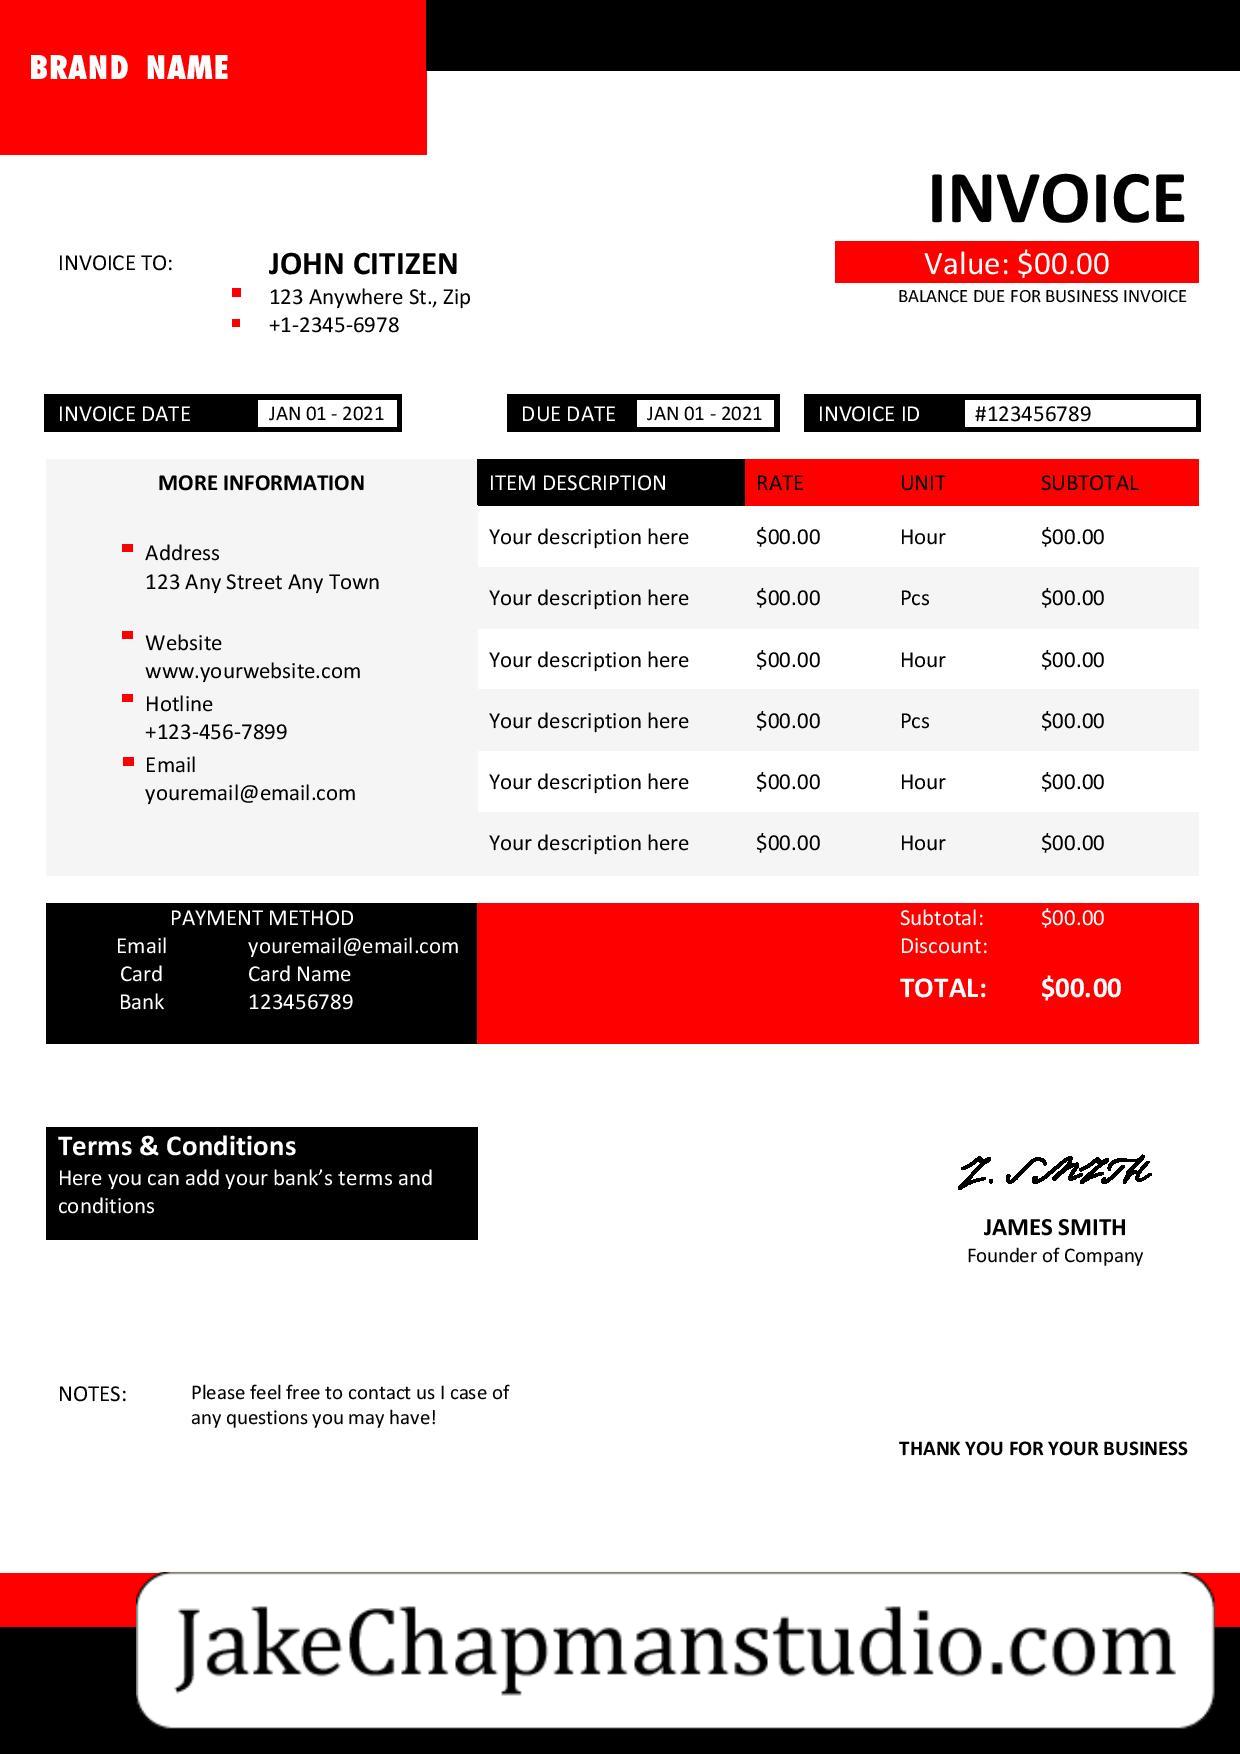 BRAND NAME
INVOICE
INVOICE TO:
JOHN CITIZEN
123 Anywhere St., Zip
+1-2345-6978
Value: $00.00
BALANCE DUE FOR BUSINESS INVOICE
INVOICE DATE JAN 01 - 2021 DUE DATE JAN 01 - 2021 INVOICE ID #123456789
MORE INFORMATION
Address
123 Any Street Any Town
Website
www.yourwebsite.com
Hotline
+123-456-7899
Email
youremail@email.com
ITEM DESCRIPTION RATE UNIT SUBTOTAL
Your description here $00.00 Hour $00.00
Your description here $00.00 Pcs $00.00
Your description here $00.00 Hour $00.00
Your description here $00.00 Pcs $00.00
Your description here $00.00 Hour $00.00
Your description here $00.00 Hour $00.00
PAYMENT METHOD
Email youremail@email.com
Card Card Name
Bank 123456789
Subtotal: $00.00
Discount:
TOTAL: $00.00
Terms & Conditions
Here you can add your bank’s terms and
conditions
JAMES SMITH
Founder of Company
NOTES:
Please feel free to contact us I case of
any questions you may have!
THANK YOU FOR YOUR BUSINESS
JakeChapmanstudio.com